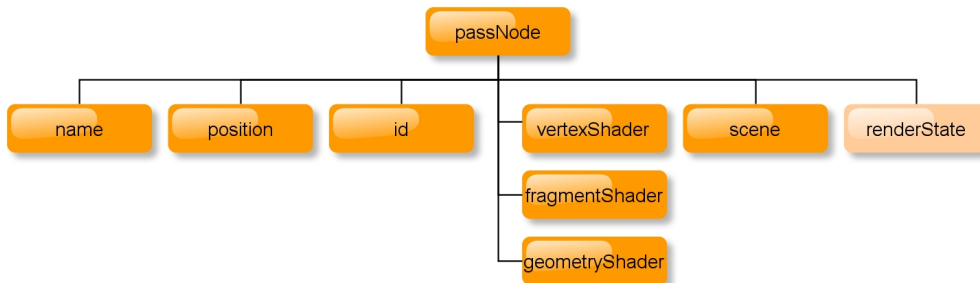 passNode
name
position
id
vertexShader
scene
renderState
fragmentShader
geometryShader